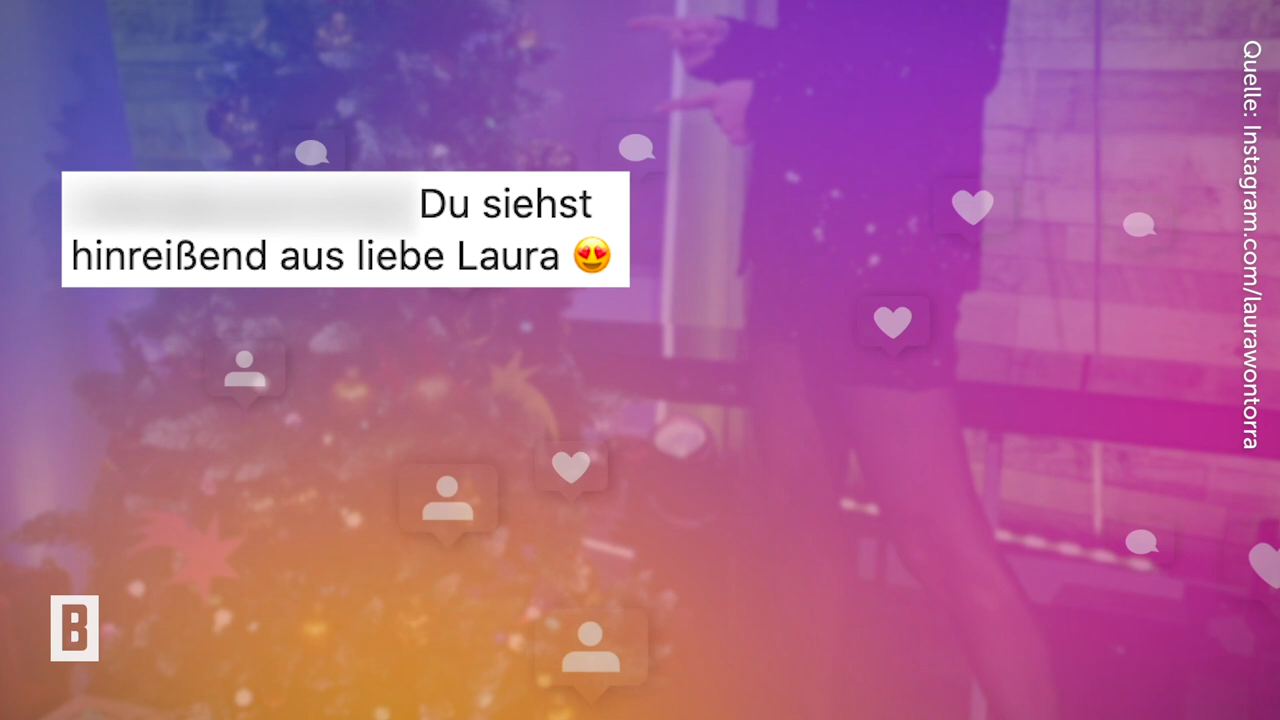 Du siehst
hinreißend aus liebe Laura 😍
Quelle: Instagram.com/laurawontorra
B